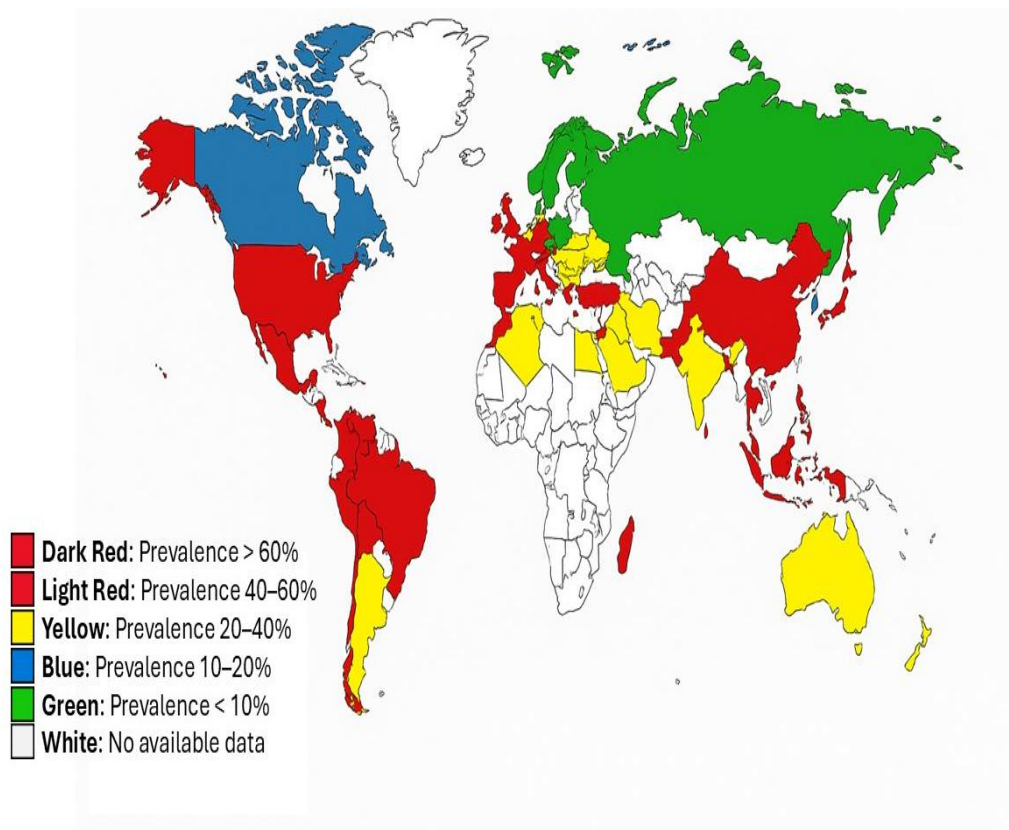 Dark Red: Prevalence > 60%
Light Red: Prevalence 40–60%
Yellow: Prevalence 20–40%
Blue: Prevalence 10–20%
Green: Prevalence < 10%
White: No available data